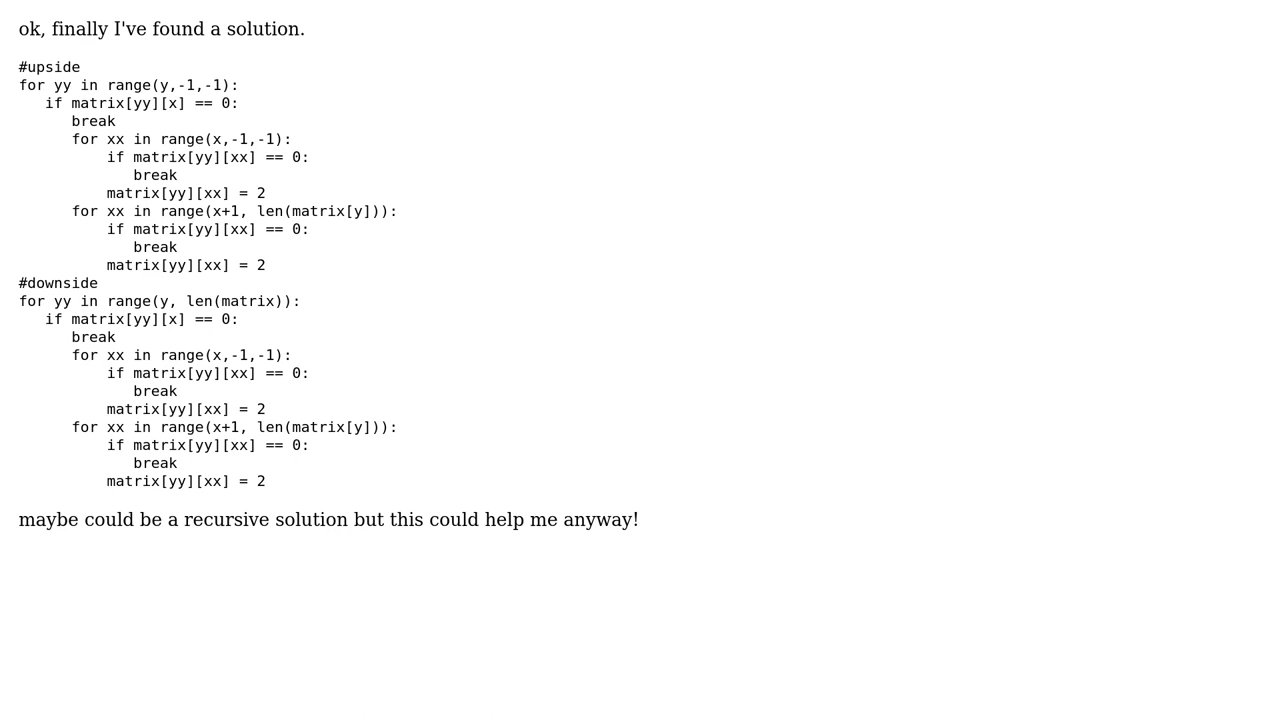 ok, finally I've found a solution.
#upside
for yy in range(y,-1,-1):
   if matrix[yy][x] == 0:
      break
      for xx in range(x,-1,-1):
          if matrix[yy][xx] == 0:
             break
          matrix[yy][xx] = 2
      for xx in range(x+1, len(matrix[y])):
          if matrix[yy][xx] == 0:
             break
          matrix[yy][xx] = 2
#downside
for yy in range(y, len(matrix)):
   if matrix[yy][x] == 0:
      break
      for xx in range(x,-1,-1):
          if matrix[yy][xx] == 0:
             break
          matrix[yy][xx] = 2
      for xx in range(x+1, len(matrix[y])):
          if matrix[yy][xx] == 0:
             break
          matrix[yy][xx] = 2
maybe could be a recursive solution but this could help me anyway!